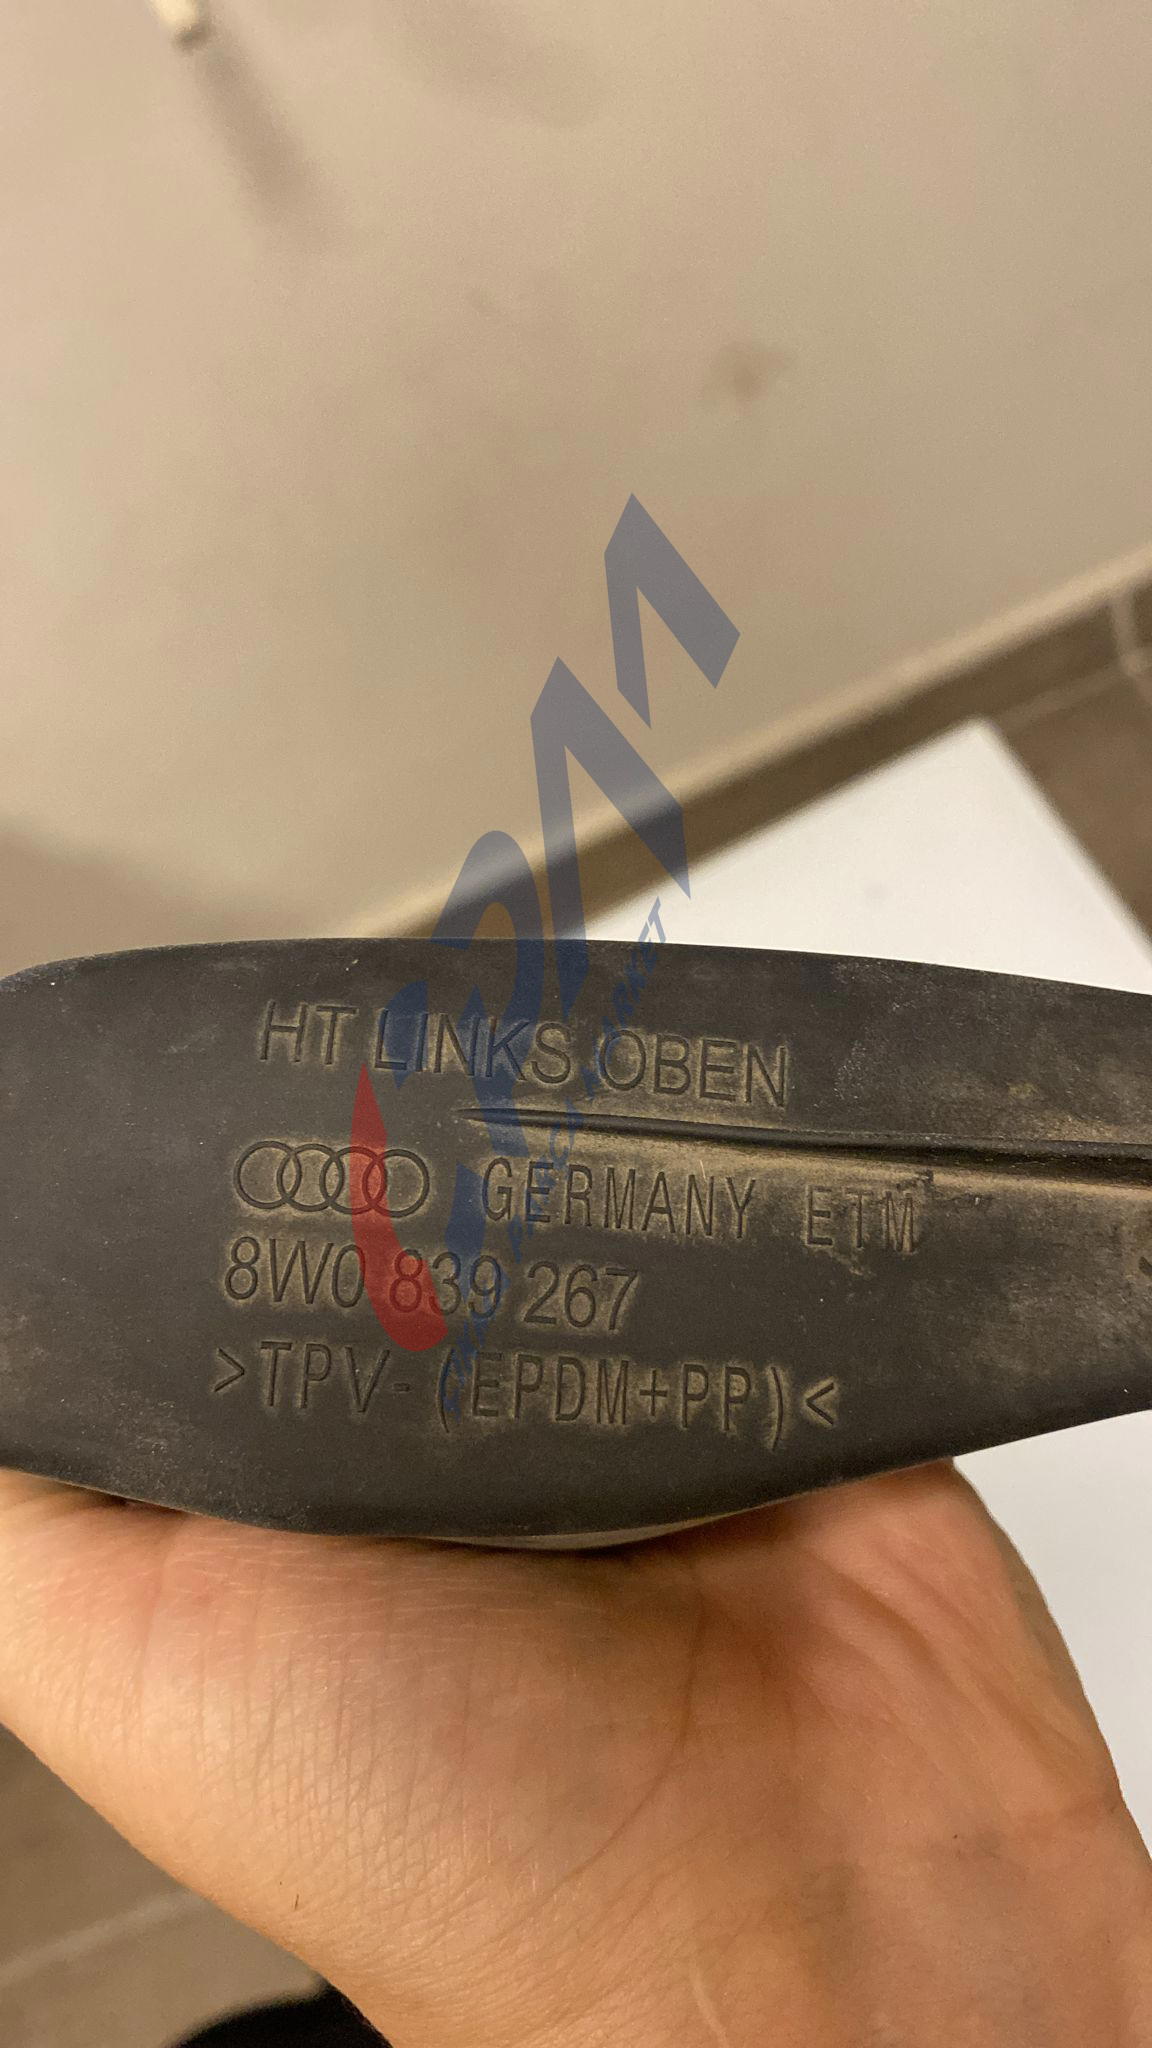 HT LINKS OBEN
GERMANY ETM
8W0 839 267
>TPV-(EPDM+PP)<